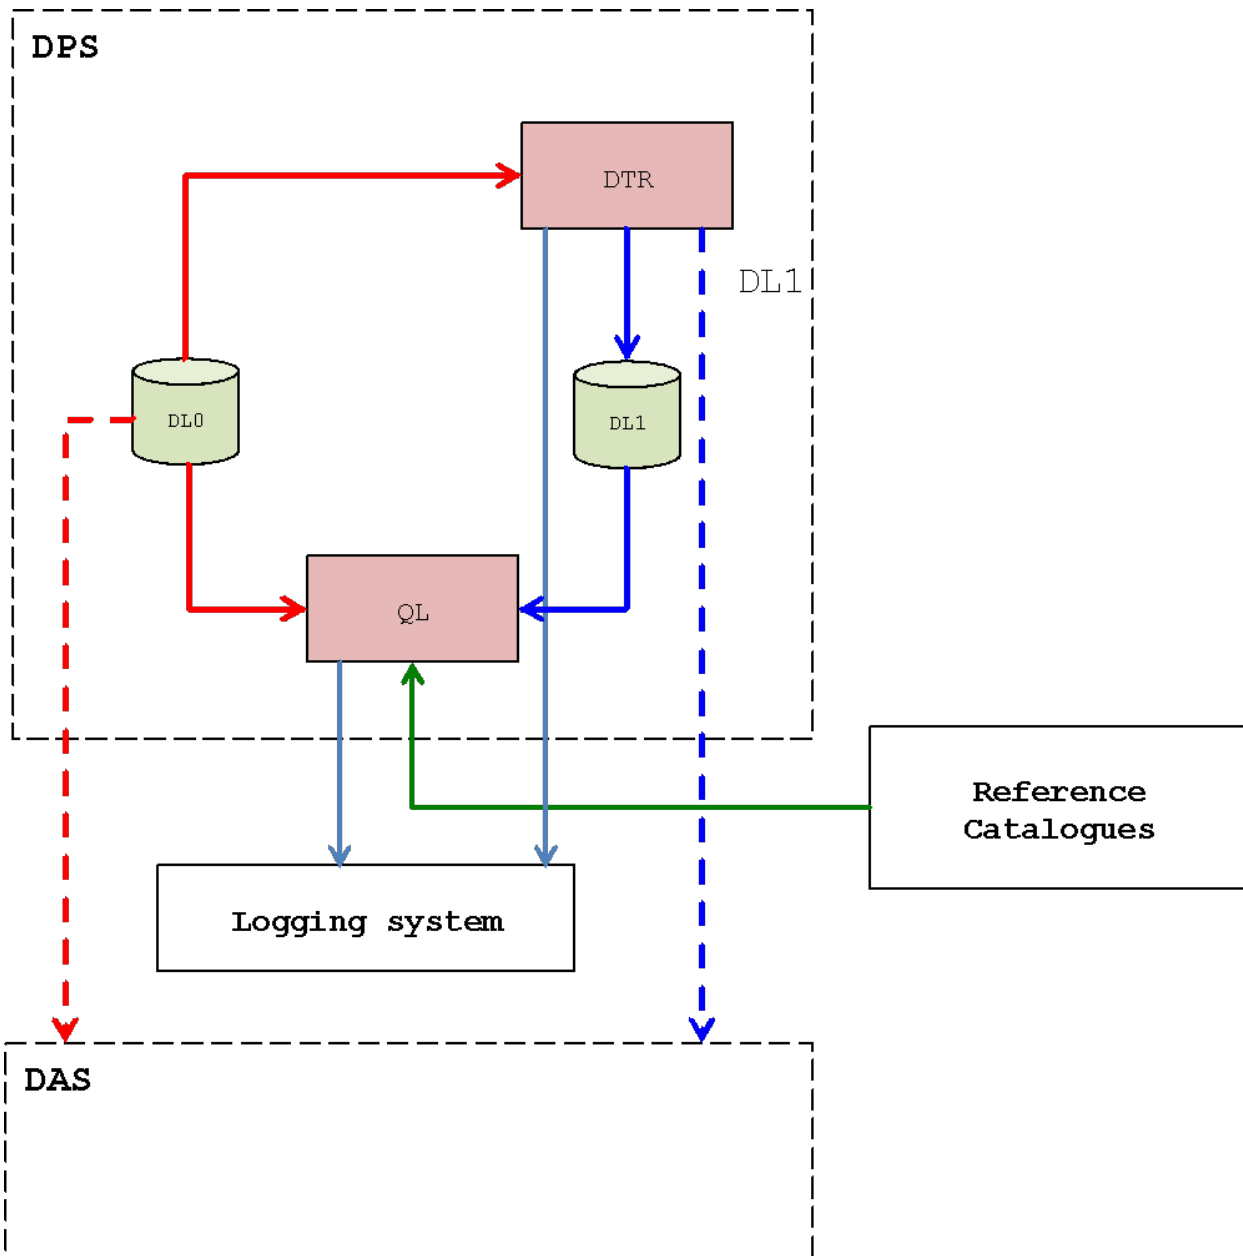 DPS
DTR
DL1
DL0
DL1
QL
Reference
Catalogues
Logging system
DAS